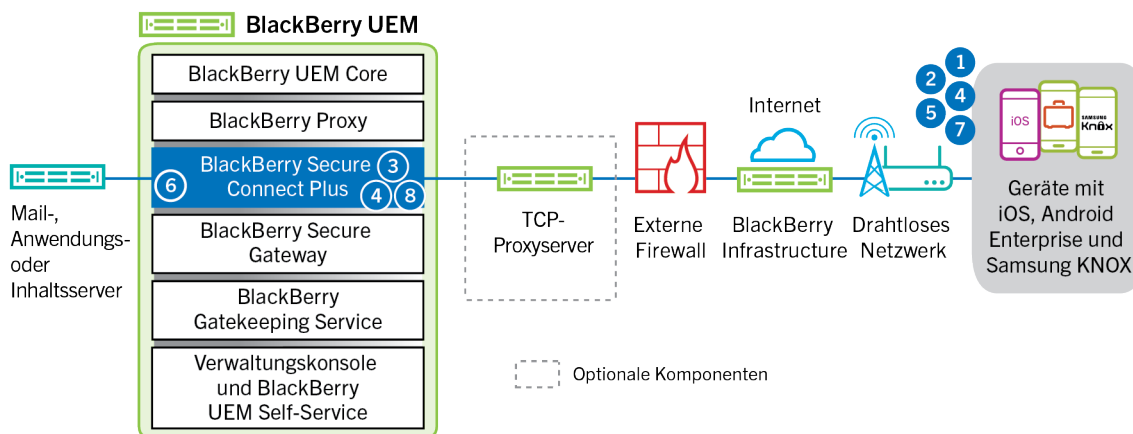 BlackBerry UEM
BlackBerry UEM Core
BlackBerry Proxy
BlackBerry Secure
Connect Plus
3
6
4
8
BlackBerry Secure
Gateway
BlackBerry
Gatekeeping Service
Verwaltungskonsole
und BlackBerry
UEM Self-Service
Mail-,
Anwendungs-
oder
Inhaltsserver
TCP-
Proxyserver
Externe
Firewall
Internet
BlackBerry
Infrastructure
Drahtloses
Netzwerk
1
2
4
5
7
iOS
SAMSUNG
Knox
Geräte mit
iOS, Android
Enterprise und
Samsung KNOX
Optionale Komponenten